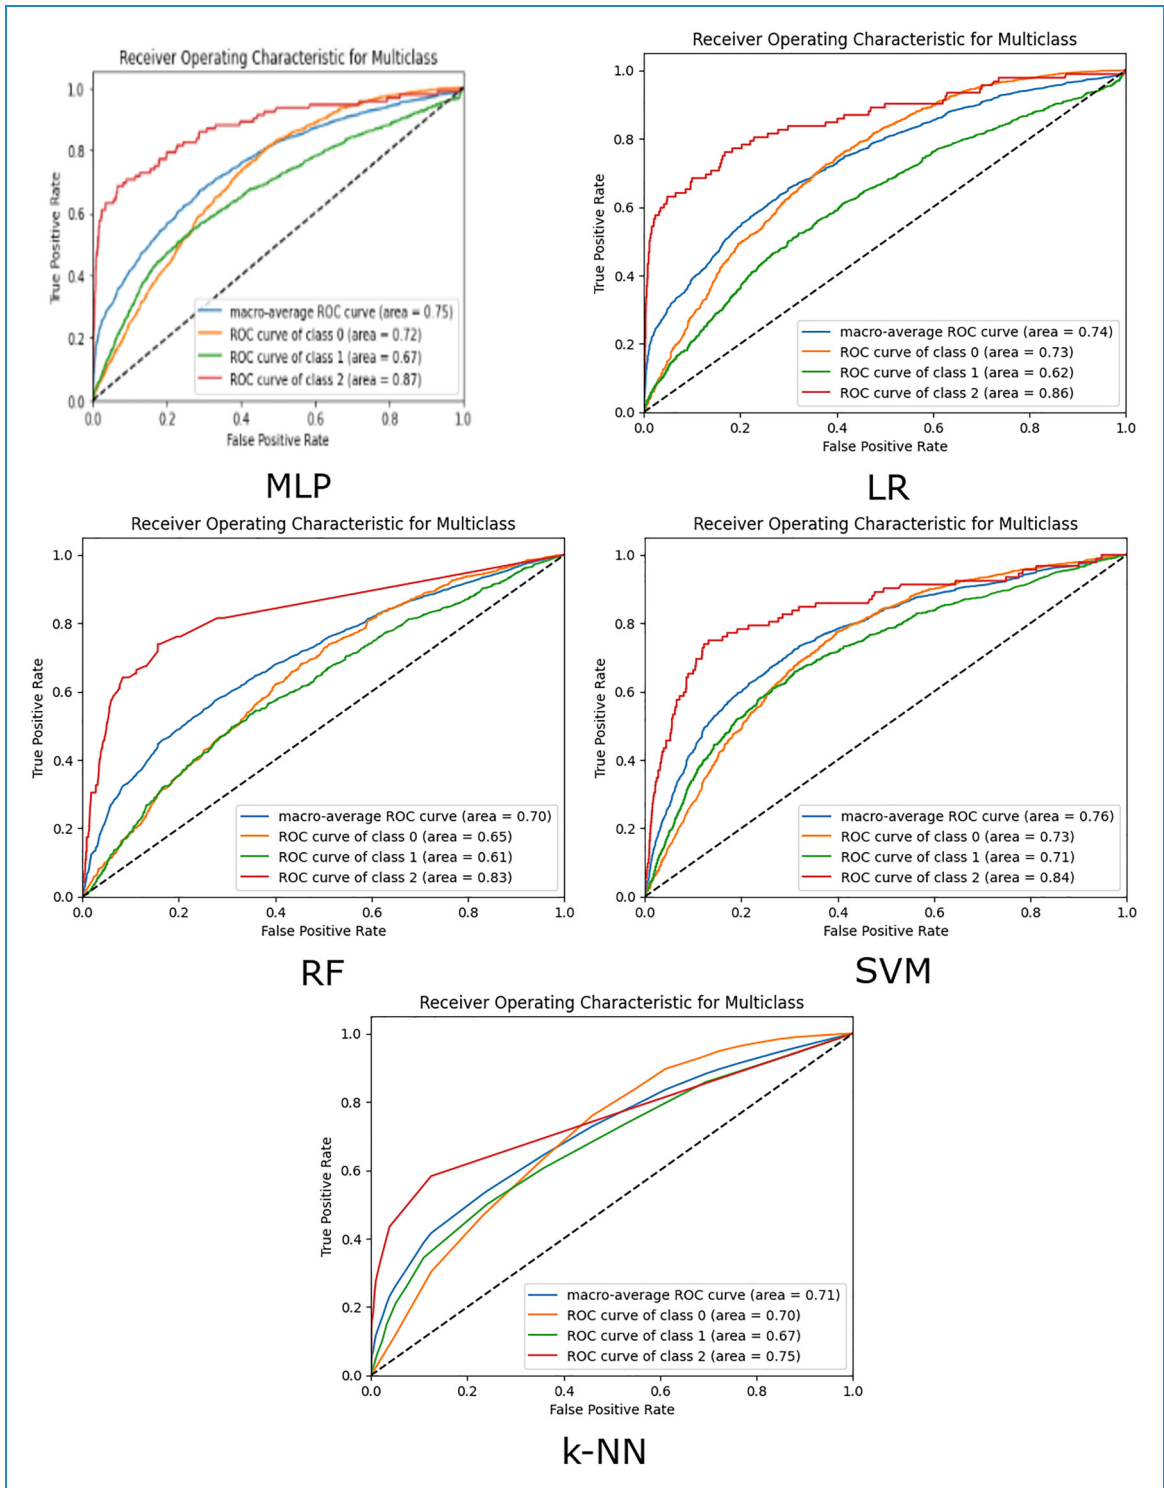 Receiver Operating Characteristic for Multiclass
True Positive Rate
1.0
0.8
0.6
0.4
0.2
0.0
macro-average ROC curve (area = 0.75)
ROC curve of class 0 (area = 0.72)
ROC curve of class 1 (area = 0.67)
ROC curve of class 2 (area = 0.87)
0.0 0.2 0.4 0.6 0.8 1.0
False Positive Rate
MLP
Receiver Operating Characteristic for Multiclass
True Positive Rate
1.0
0.8
0.6
0.4
0.2
0.0
macro-average ROC curve (area = 0.74)
ROC curve of class 0 (area = 0.73)
ROC curve of class 1 (area = 0.62)
ROC curve of class 2 (area = 0.86)
0.0 0.2 0.4 0.6 0.8 1.0
False Positive Rate
LR
Receiver Operating Characteristic for Multiclass
True Positive Rate
1.0
0.8
0.6
0.4
0.2
0.0
macro-average ROC curve (area = 0.70)
ROC curve of class 0 (area = 0.65)
ROC curve of class 1 (area = 0.61)
ROC curve of class 2 (area = 0.83)
0.0 0.2 0.4 0.6 0.8 1.0
False Positive Rate
RF
Receiver Operating Characteristic for Multiclass
True Positive Rate
1.0
0.8
0.6
0.4
0.2
0.0
macro-average ROC curve (area = 0.76)
ROC curve of class 0 (area = 0.73)
ROC curve of class 1 (area = 0.71)
ROC curve of class 2 (area = 0.84)
0.0 0.2 0.4 0.6 0.8 1.0
False Positive Rate
SVM
Receiver Operating Characteristic for Multiclass
True Positive Rate
1.0
0.8
0.6
0.4
0.2
0.0
macro-average ROC curve (area = 0.71)
ROC curve of class 0 (area = 0.70)
ROC curve of class 1 (area = 0.67)
ROC curve of class 2 (area = 0.75)
0.0 0.2 0.4 0.6 0.8 1.0
False Positive Rate
k-NN